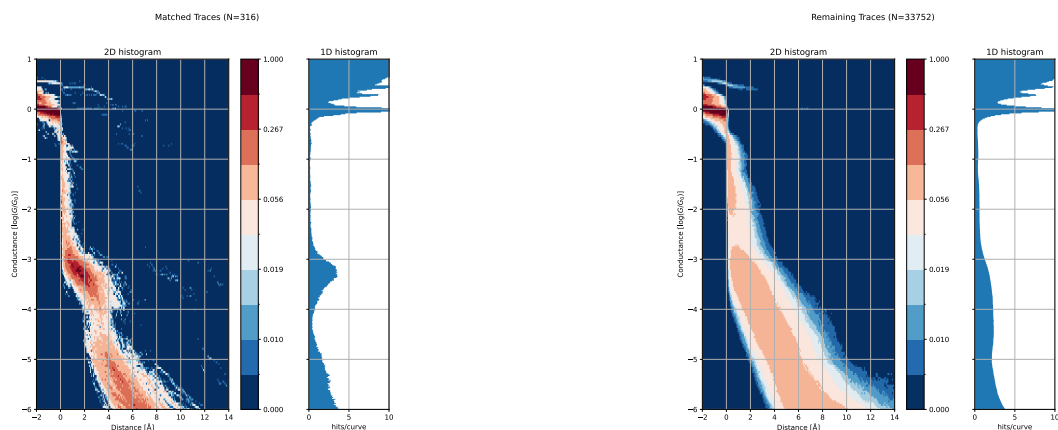 Matched Traces (N=316)
2D histogram
1D histogram
Conductance [log(G/G₀)]
1
0
−1
−2
−3
−4
−5
−6
−2 0 2 4 6 8 10 12 14
Distance [Å]
1.000
0.267
0.056
0.019
0.010
0.000
0 5 10
hits/curve
Remaining Traces (N=33752)
2D histogram
1D histogram
Conductance [log(G/G₀)]
1
0
−1
−2
−3
−4
−5
−6
−2 0 2 4 6 8 10 12 14
Distance [Å]
1.000
0.267
0.056
0.019
0.010
0.000
0 5 10
hits/curve